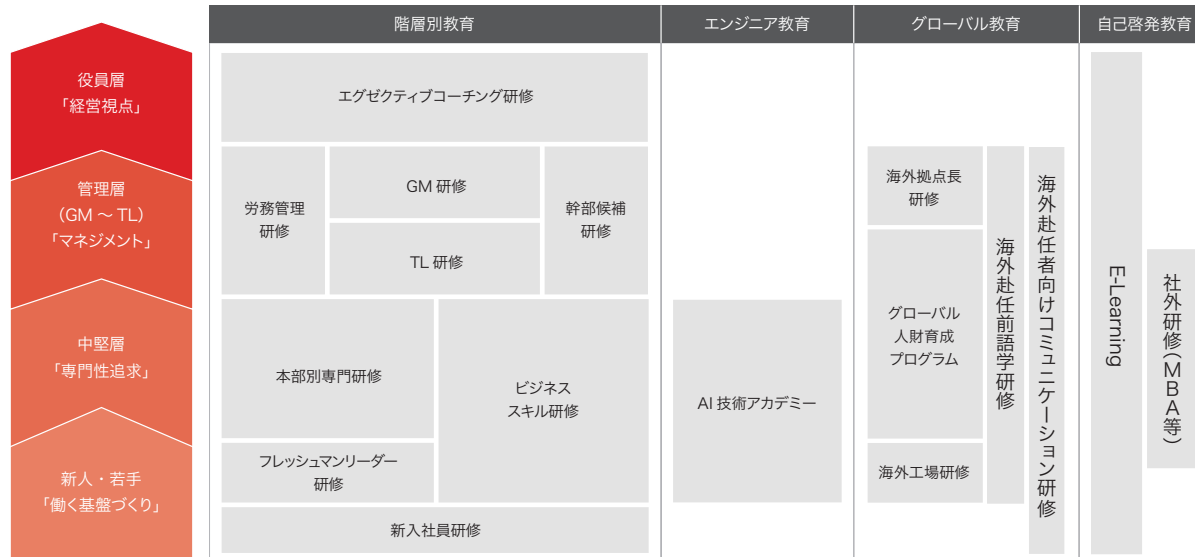 階層別教育
エンジニア教育
グローバル教育
自己啓発教育
役員層
「経営視点」
管理層
（GM ～ TL）
「マネジメント」
中堅層
「専門性追求」
新人・若手
「働く基盤づくり」
エグゼクティブコーチング研修
労務管理
研修
GM 研修
TL 研修
幹部候補
研修
本部別専門研修
ビジネス
スキル研修
フレッシュマンリーダー
研修
新入社員研修
AI 技術アカデミー
海外拠点長
研修
グローバル
人財育成
プログラム
海外工場研修
海外赴任前語学研修
海外赴任者向けコミュニケーション研修
E-Learning
社外研修（MBA等）